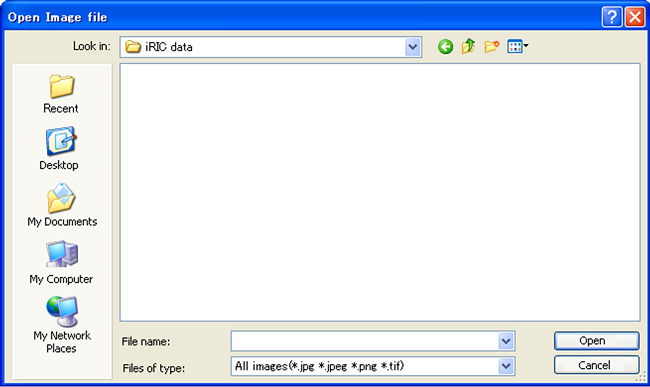 Open Image file
Look in:
iRIC data
Recent
Desktop
My Documents
My Computer
My Network
Places
File name:
Open
Files of type:
All images(*.jpg *.jpeg *.png *.tif)
Cancel